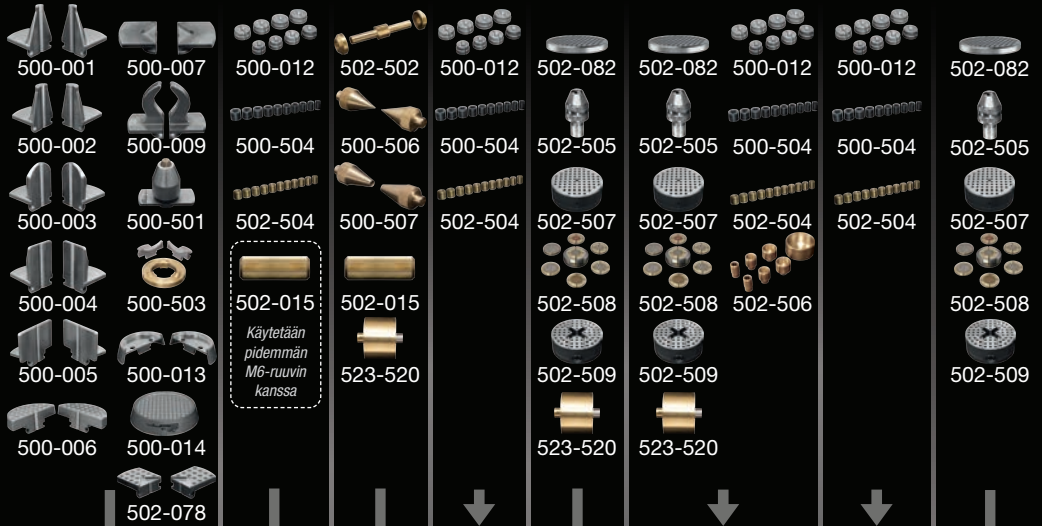 500-001 500-007 500-012 502-502 500-012 502-082 502-082 500-012 500-012 502-082
500-002 500-009 500-504 500-506 500-504 502-505 502-505 500-504 500-504 502-505
500-003 500-501 502-504 500-507 502-504 502-507 502-507 502-504 502-504 502-507
500-004 500-503 502-015 502-015 502-508 502-508 502-506 502-508
Käytetään
pidemmän
M6-ruuvin
kanssa
500-005 500-013 523-520 502-509 502-509 502-509
500-006 500-014 523-520 523-520
502-078